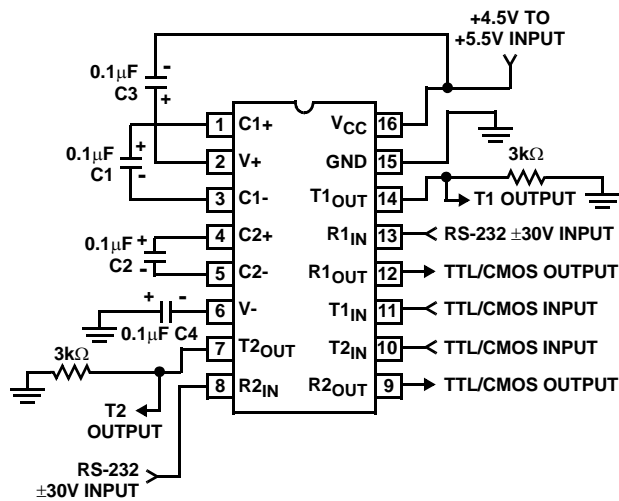 +4.5V TO
+5.5V INPUT
0.1μF
-
C3
+
0.1μF
+
C1
-
0.1μF
+
C2
-
+ -
0.1μF C4
3kΩ
T2
OUTPUT
RS-232
±30V INPUT
1 C1+
2 V+
3 C1-
4 C2+
5 C2-
6 V-
7 T2OUT
8 R2IN
VCC 16
GND 15
T1OUT 14
R1IN 13
R1OUT 12
T1IN 11
T2IN 10
R2OUT 9
3kΩ
T1 OUTPUT
RS-232 ±30V INPUT
TTL/CMOS OUTPUT
TTL/CMOS INPUT
TTL/CMOS INPUT
TTL/CMOS OUTPUT